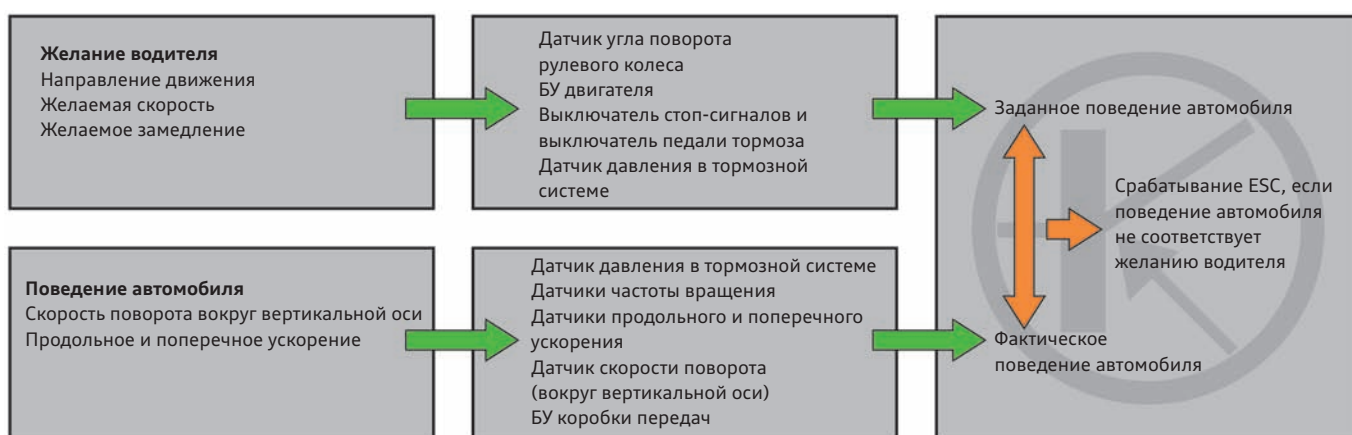 Желание водителя
Направление движения
Желаемая скорость
Желаемое замедление
Датчик угла поворота
рулевого колеса
БУ двигателя
Выключатель стоп-сигналов и
выключатель педали тормоза
Датчик давления в тормозной
системе
Заданное поведение автомобиля
Срабатывание ESC, если
поведение автомобиля
не соответствует
желанию водителя
Поведение автомобиля
Скорость поворота вокруг вертикальной оси
Продольное и поперечное ускорение
Датчик давления в тормозной системе
Датчики частоты вращения
Датчики продольного и поперечного
ускорения
Датчик скорости поворота
(вокруг вертикальной оси)
БУ коробки передач
Фактическое
поведение автомобиля